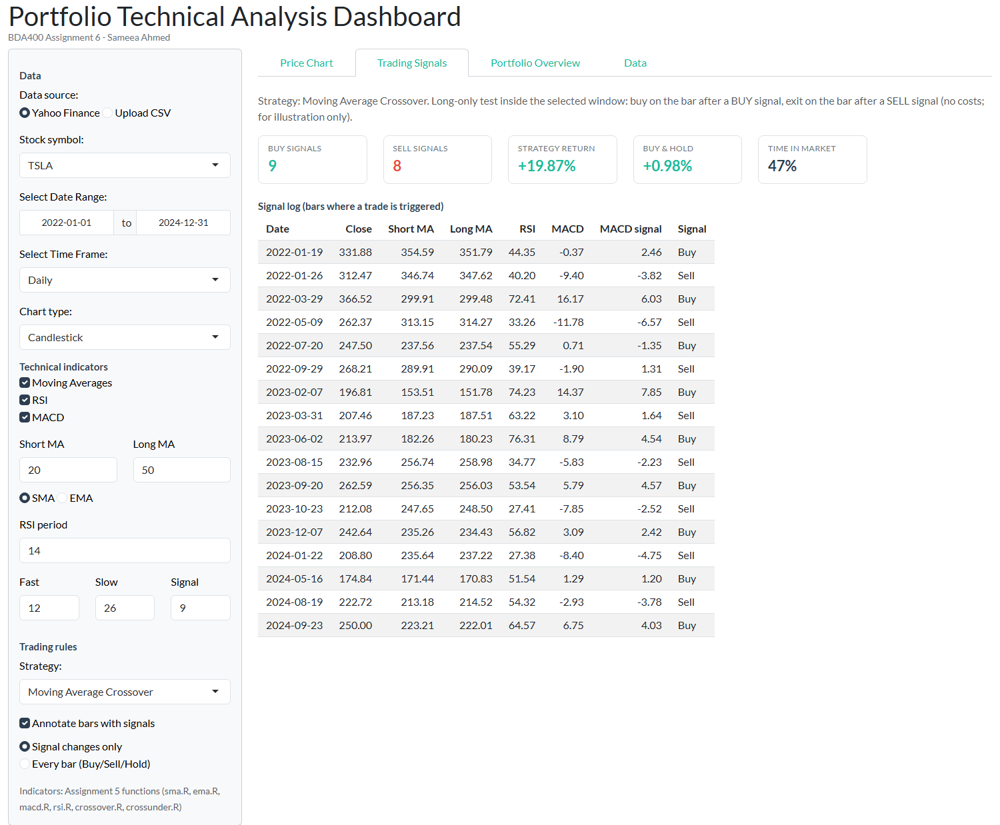 Portfolio Technical Analysis Dashboard
BDA400 Assignment 6 - Sameea Ahmed
Data
Data source:
Yahoo Finance Upload CSV
Stock symbol:
TSLA
Select Date Range:
2022-01-01 to 2024-12-31
Select Time Frame:
Daily
Chart type:
Candlestick
Technical indicators
Moving Averages
RSI
MACD
Short MA Long MA
20 50
SMA EMA
RSI period
14
Fast Slow Signal
12 26 9
Trading rules
Strategy:
Moving Average Crossover
Annotate bars with signals
Signal changes only
Every bar (Buy/Sell/Hold)
Indicators: Assignment 5 functions (sma.R, ema.R,
macd.R, rsi.R, crossover.R, crossunder.R)
Price Chart Trading Signals Portfolio Overview Data
Strategy: Moving Average Crossover. Long-only test inside the selected window: buy on the bar after a BUY signal, exit on the bar after a SELL signal (no costs;
for illustration only).
BUY SIGNALS SELL SIGNALS STRATEGY RETURN BUY & HOLD TIME IN MARKET
9 8 +19.87% +0.98% 47%
Signal log (bars where a trade is triggered)
Date Close Short MA Long MA RSI MACD MACD signal Signal
2022-01-19 331.88 354.59 351.79 44.35 -0.37 2.46 Buy
2022-01-26 312.47 346.74 347.62 40.20 -9.40 -3.82 Sell
2022-03-29 366.52 299.91 299.48 72.41 16.17 6.03 Buy
2022-05-09 262.37 313.15 314.27 33.26 -11.78 -6.57 Sell
2022-07-20 247.50 237.56 237.54 55.29 0.71 -1.35 Buy
2022-09-29 268.21 289.91 290.09 39.17 -1.90 1.31 Sell
2023-02-07 196.81 153.51 151.78 74.23 14.37 7.85 Buy
2023-03-31 207.46 187.23 187.51 63.22 3.10 1.64 Sell
2023-06-02 213.97 182.26 180.23 76.31 8.79 4.54 Buy
2023-08-15 232.96 256.74 258.98 34.77 -5.83 -2.23 Sell
2023-09-20 262.59 256.35 256.03 53.54 5.79 4.57 Buy
2023-10-23 212.08 247.65 248.50 27.41 -7.85 -2.52 Sell
2023-12-07 242.64 235.26 234.43 56.82 3.09 2.42 Buy
2024-01-22 208.80 235.64 237.22 27.38 -8.40 -4.75 Sell
2024-05-16 174.84 171.44 170.83 51.54 1.29 1.20 Buy
2024-08-19 222.72 213.18 214.52 54.32 -2.93 -3.78 Sell
2024-09-23 250.00 223.21 222.01 64.57 6.75 4.03 Buy